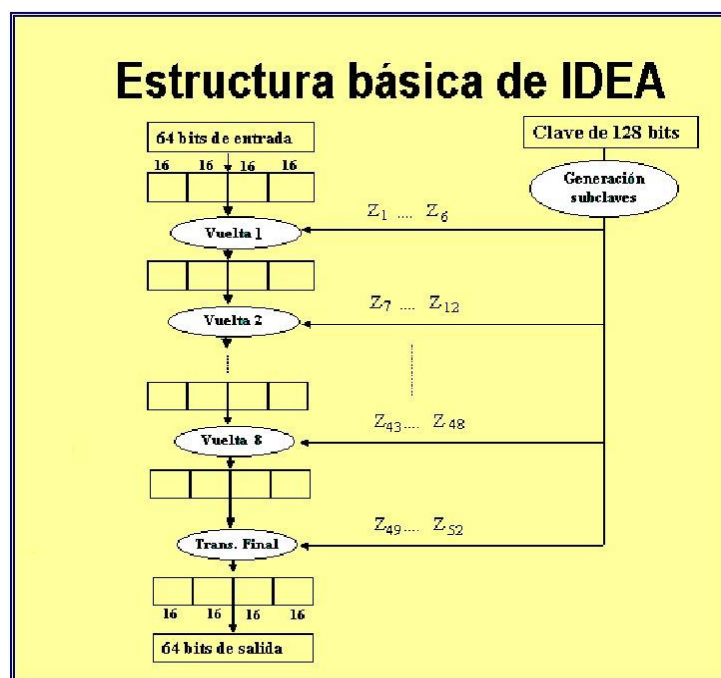 Estructura básica de IDEA
64 bits de entrada
Clave de 128 bits
16 16 16 16
Generación
subclaves
Z1 .... Z6
Vuelta 1
Z7 .... Z12
Vuelta 2
Z43 .... Z48
Vuelta 8
Z49 .... Z52
Trans. Final
16 16 16 16
64 bits de salida